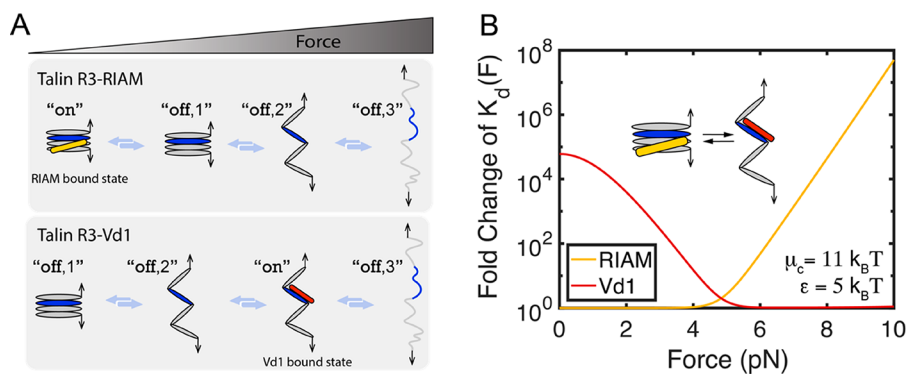 A
Force
Talin R3-RIAM
"on"
"off,1"
"off,2"
"off,3"
RIAM bound state
Talin R3-Vd1
"off,1"
"off,2"
"on"
"off,3"
Vd1 bound state
B
Fold Change of K_d(F)
10^8
10^6
10^4
10^2
10^0
RIAM
Vd1
μ_c= 11 k_BT
ε = 5 k_BT
0 2 4 6 8 10
Force (pN)